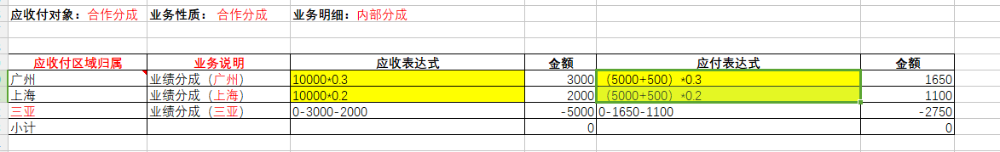 应收付对象：合作分成 业务性质： 合作分成 业务明细：内部分成
应收付区域归属 业务说明 应收表达式 金额 应付表达式 金额
广州 业绩分成（广州） 10000*0.3 3000 （5000+500）*0.3 1650
上海 业绩分成（上海） 10000*0.2 2000 （5000+500）*0.2 1100
三亚 业绩分成（三亚） 0-3000-2000 -5000 0-1650-1100 -2750
小计 0 0